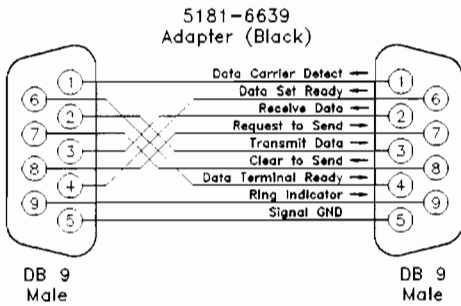 5181-6639
Adapter (Black)
1
6
2
7
3
8
4
9
5
Data Carrier Detect
Data Set Ready
Receive Data
Request to Send
Transmit Data
Clear to Send
Data Terminal Ready
Ring Indicator
Signal GND
1
6
2
7
3
8
4
9
5
DB 9
Male
DB 9
Male